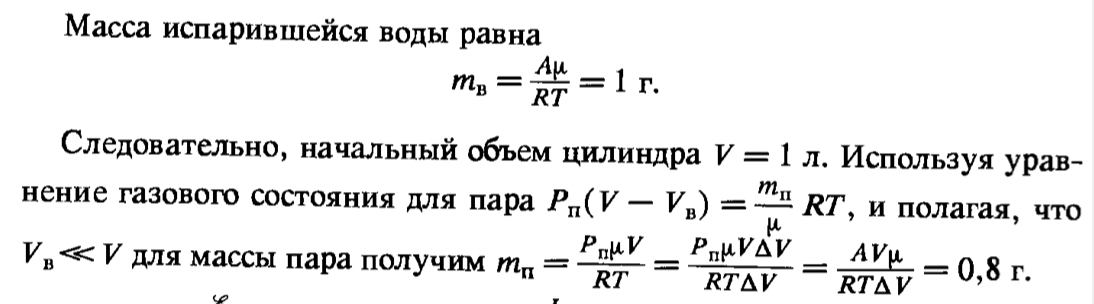 Масса испарившейся воды равна
m_в = Aμ/RT = 1 г.
Следовательно, начальный объем цилиндра V = 1 л. Используя урав-
нение газового состояния для пара P_п(V — V_в) = m_п/μ RT, и полагая, что
V_в ≪ V для массы пара получим m_п = P_пμV/RT = P_пμVΔV/RTΔV = AVμ/RTΔV = 0,8 г.